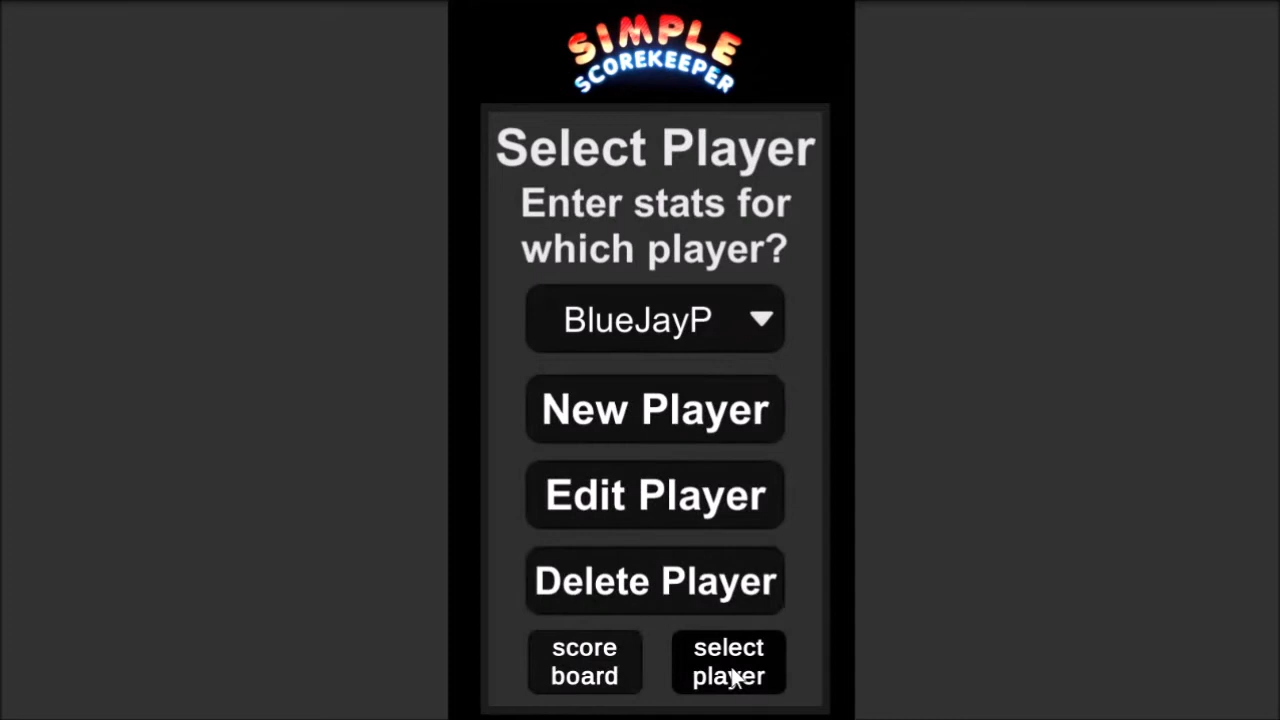 SIMPLE
SCOREKEEPER
Select Player
Enter stats for
which player?
BlueJayP
New Player
Edit Player
Delete Player
score
board
select
player